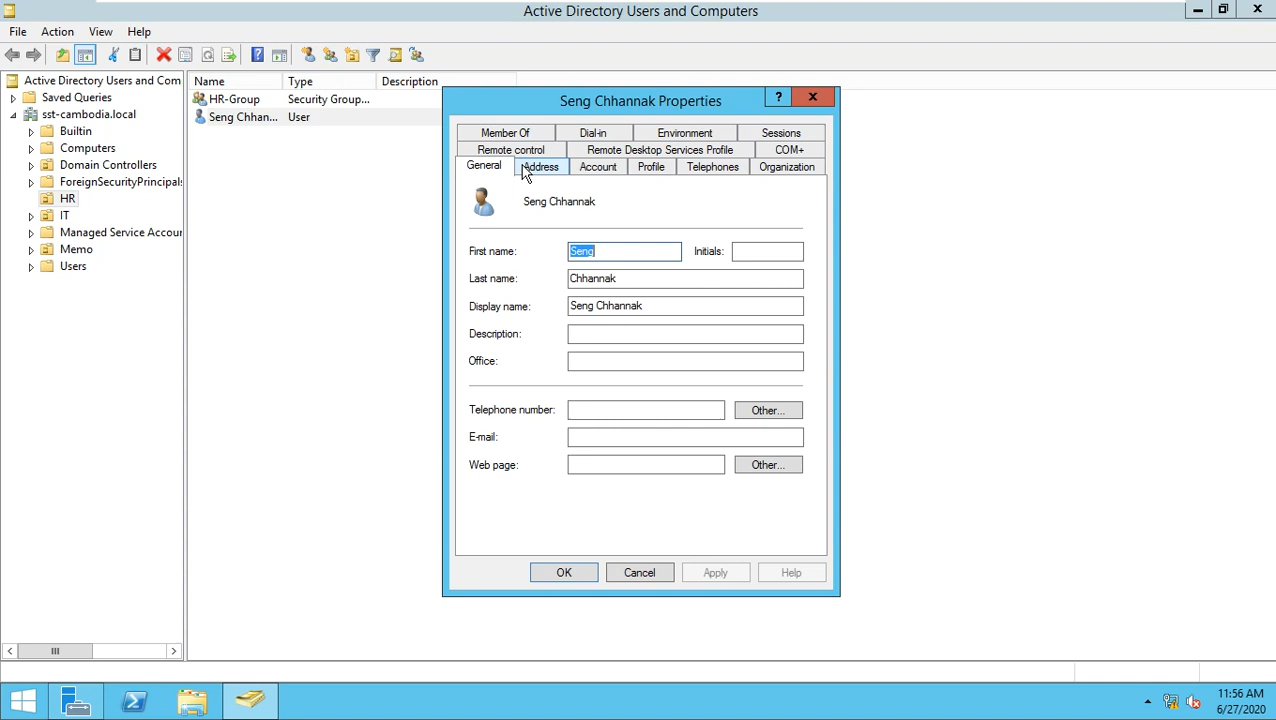 Active Directory Users and Computers
File Action View Help
Active Directory Users and Com
Saved Queries
sst-cambodia.local
Builtin
Computers
Domain Controllers
ForeignSecurityPrincipals
HR
IT
Managed Service Accour
Memo
Users
Name Type Description
HR-Group Security Group...
Seng Chhan... User
Seng Chhannak Properties
Member Of Dial-in Environment Sessions
Remote control Remote Desktop Services Profile COM+
General Address Account Profile Telephones Organization
Seng Chhannak
First name: Seng Initials:
Last name: Chhannak
Display name: Seng Chhannak
Description:
Office:
Telephone number: Other...
E-mail:
Web page: Other...
OK Cancel Apply Help
11:56 AM
6/27/2020